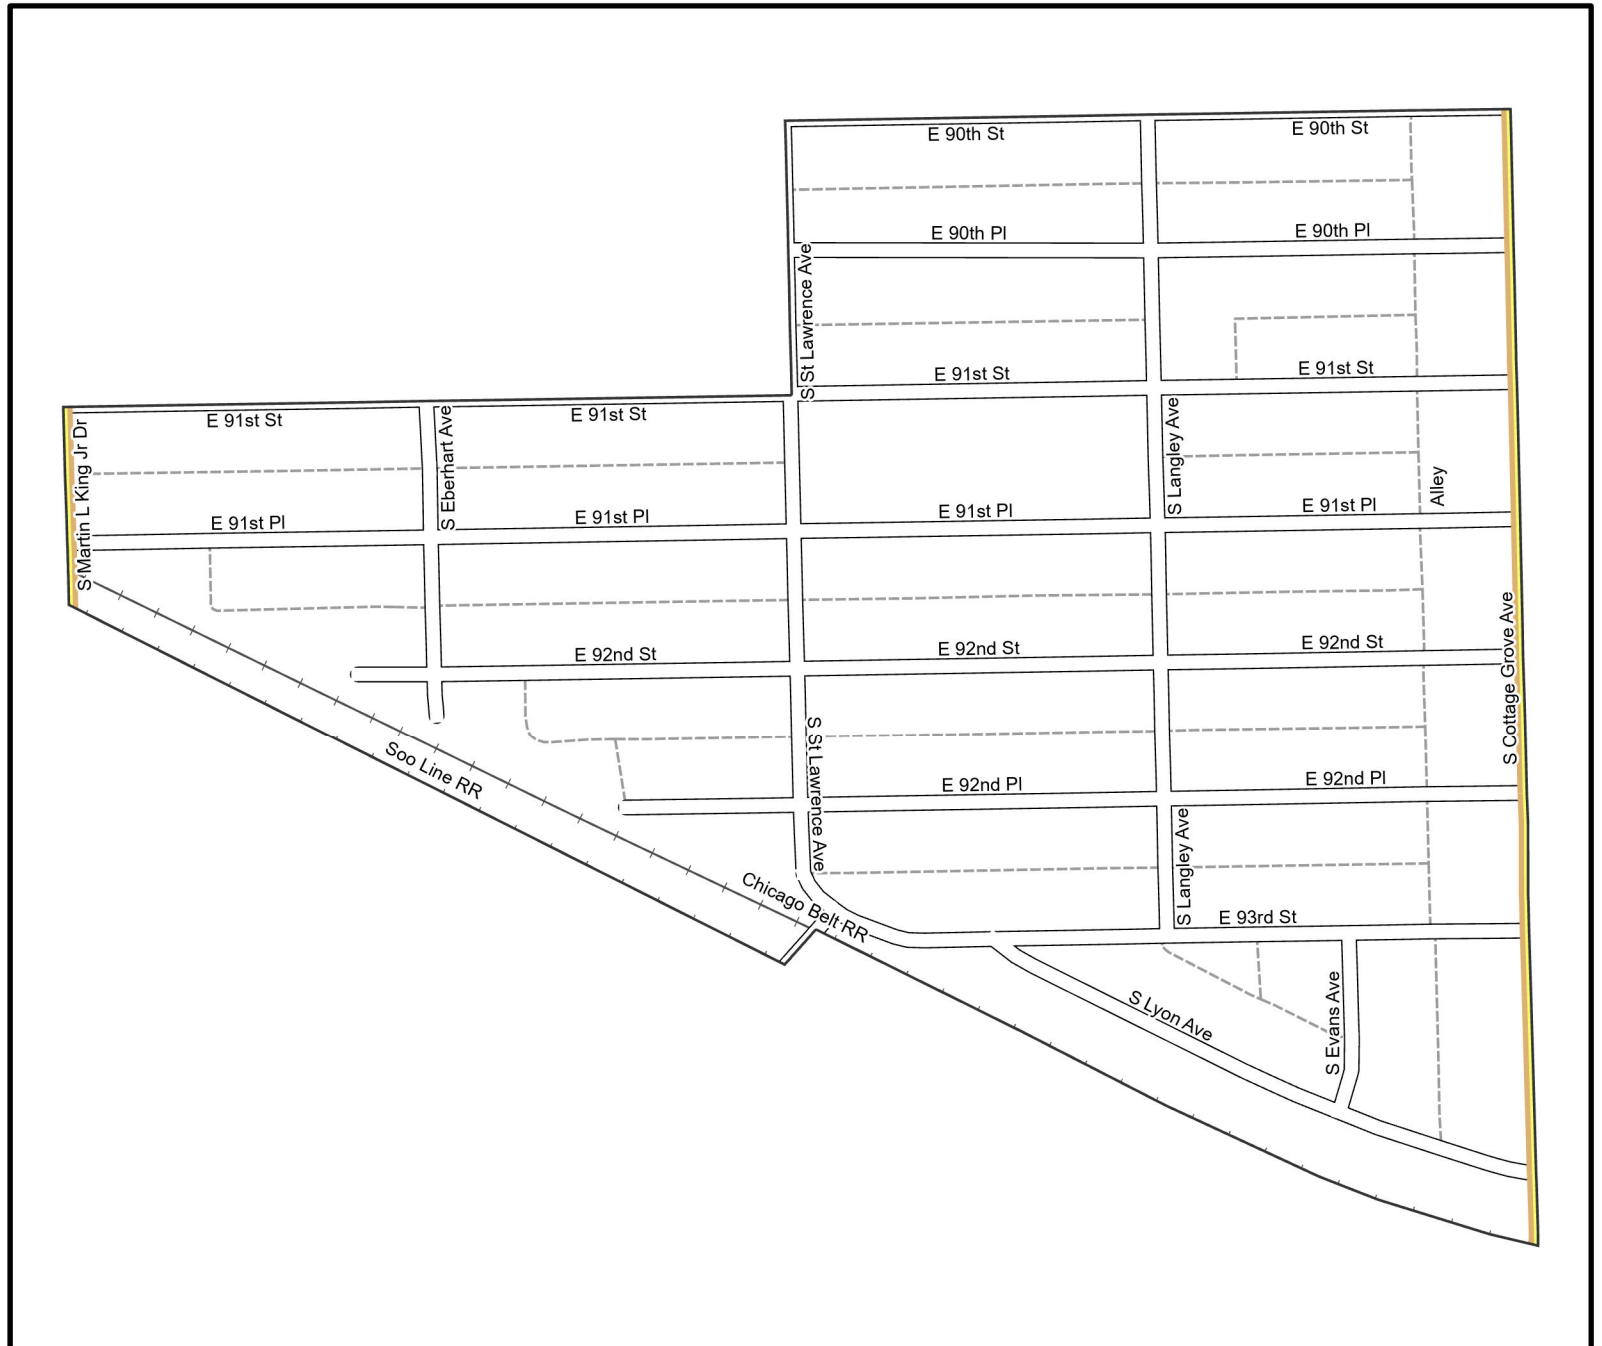 E 90th St
E 90th St
E 90th Pl
E 90th Pl
S St Lawrence Ave
E 91st St
E 91st St
E 91st St
E 91st St
S Martin L King Jr Dr
S Eberhart Ave
S Langley Ave
Alley
E 91st Pl
E 91st Pl
E 91st Pl
E 91st Pl
E 92nd St
E 92nd St
E 92nd St
S Cottage Grove Ave
Soo Line RR
S St Lawrence Ave
E 92nd Pl
E 92nd Pl
S Langley Ave
Chicago Belt RR
E 93rd St
S Lyon Ave
S Evans Ave